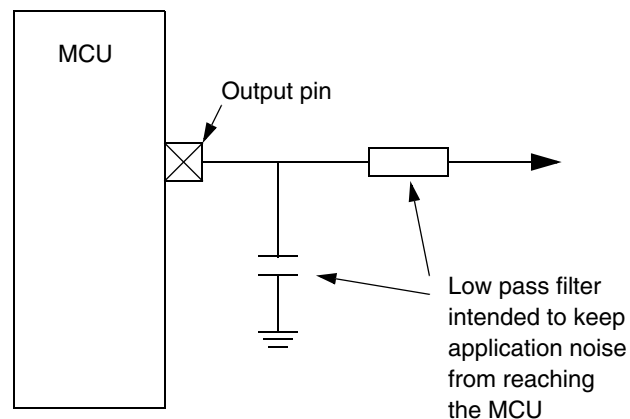 MCU
Output pin
Low pass filter
intended to keep
application noise
from reaching
the MCU